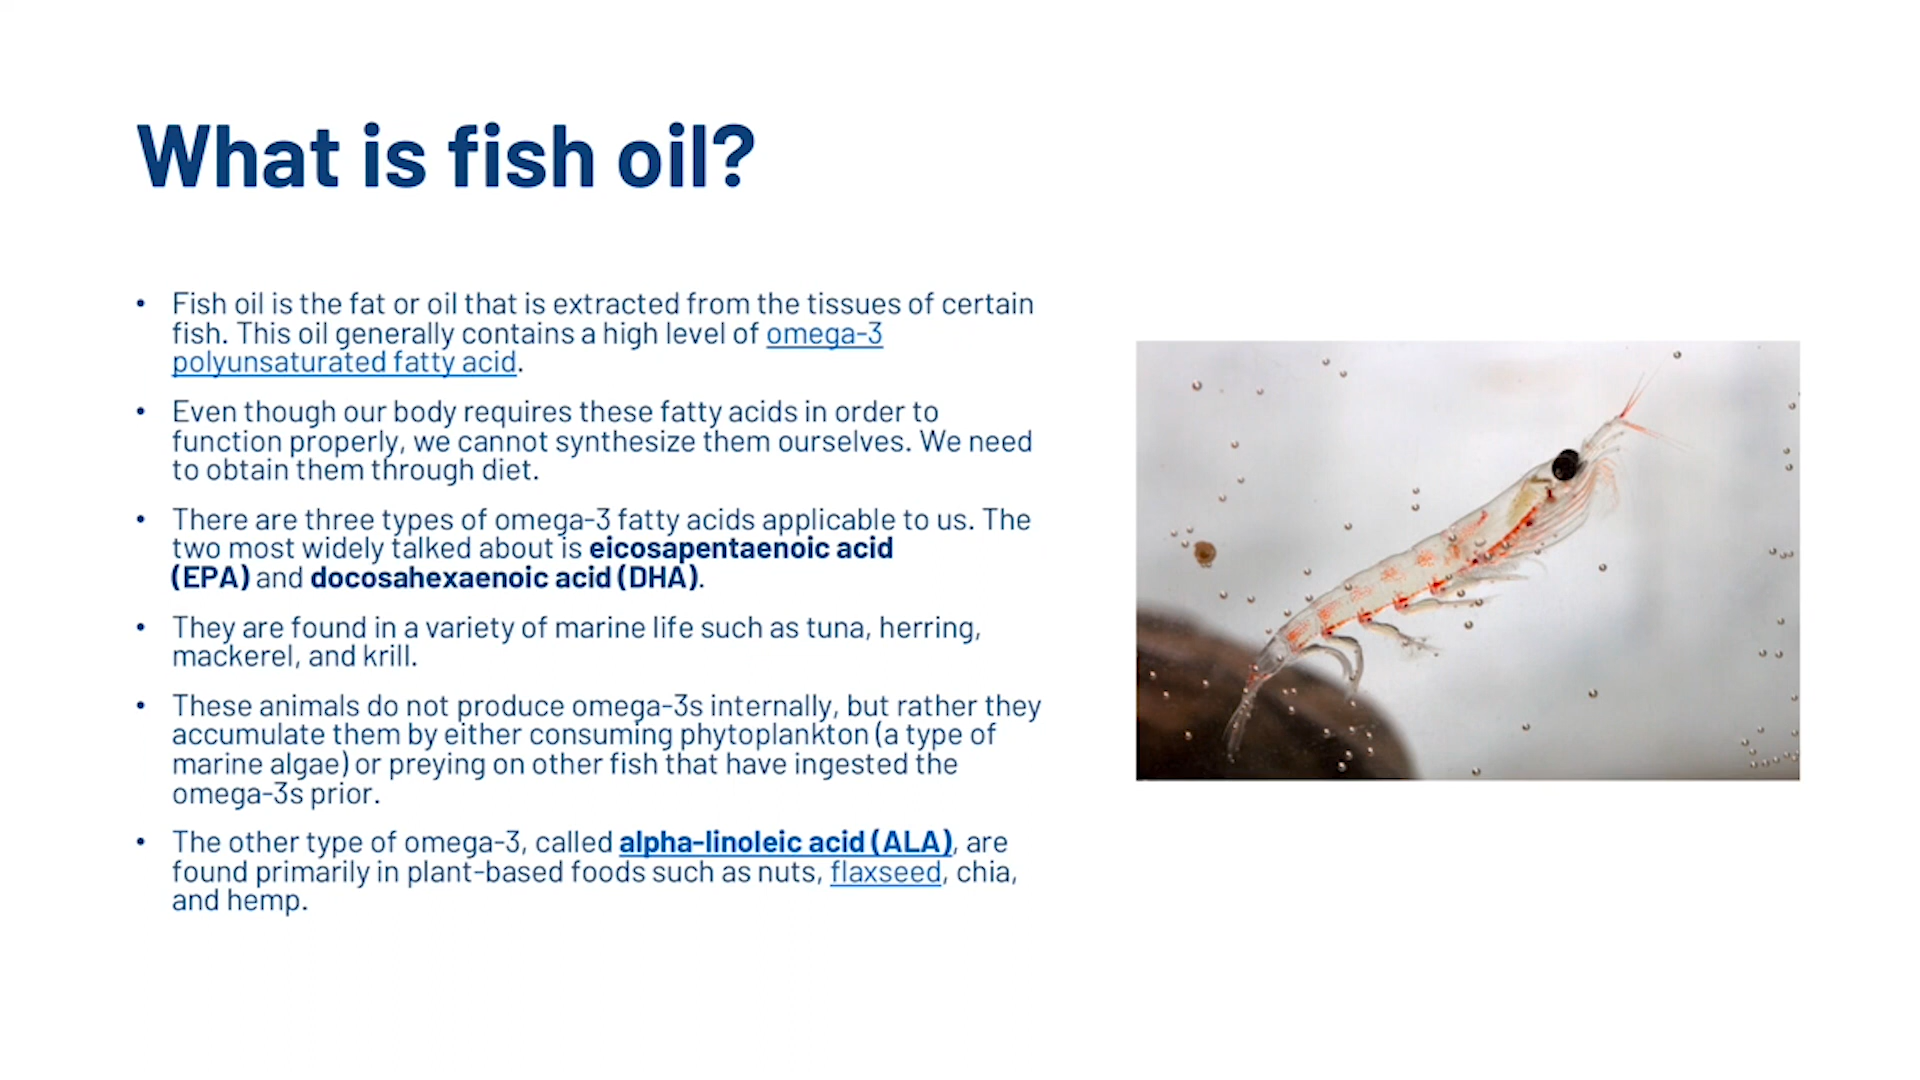 What is fish oil?
• Fish oil is the fat or oil that is extracted from the tissues of certain
fish. This oil generally contains a high level of omega-3
polyunsaturated fatty acid.
• Even though our body requires these fatty acids in order to
function properly, we cannot synthesize them ourselves. We need
to obtain them through diet.
• There are three types of omega-3 fatty acids applicable to us. The
two most widely talked about is eicosapentaenoic acid
(EPA) and docosahexaenoic acid (DHA).
• They are found in a variety of marine life such as tuna, herring,
mackerel, and krill.
• These animals do not produce omega-3s internally, but rather they
accumulate them by either consuming phytoplankton (a type of
marine algae) or preying on other fish that have ingested the
omega-3s prior.
• The other type of omega-3, called alpha-linoleic acid (ALA), are
found primarily in plant-based foods such as nuts, flaxseed, chia,
and hemp.